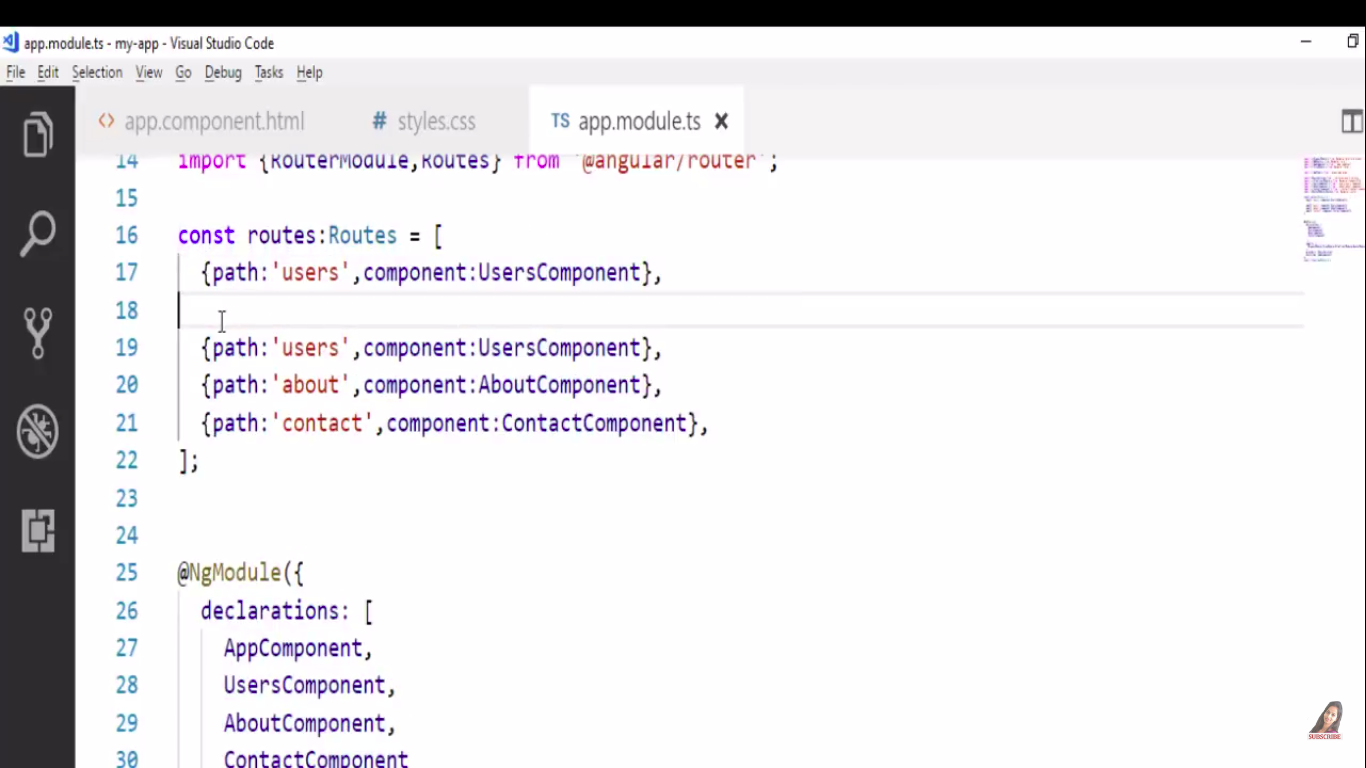 app.module.ts - my-app - Visual Studio Code
File Edit Selection View Go Debug Tasks Help
<> app.component.html # styles.css TS app.module.ts ×
14 import {RouterModule,Routes} from '@angular/router';
15
16 const routes:Routes = [
17 {path:'users',component:UsersComponent},
18
19 {path:'users',component:UsersComponent},
20 {path:'about',component:AboutComponent},
21 {path:'contact',component:ContactComponent},
22 ];
23
24
25 @NgModule({
26 declarations: [
27 AppComponent,
28 UsersComponent,
29 AboutComponent,
30 ContactComponent
SUBSCRIBE